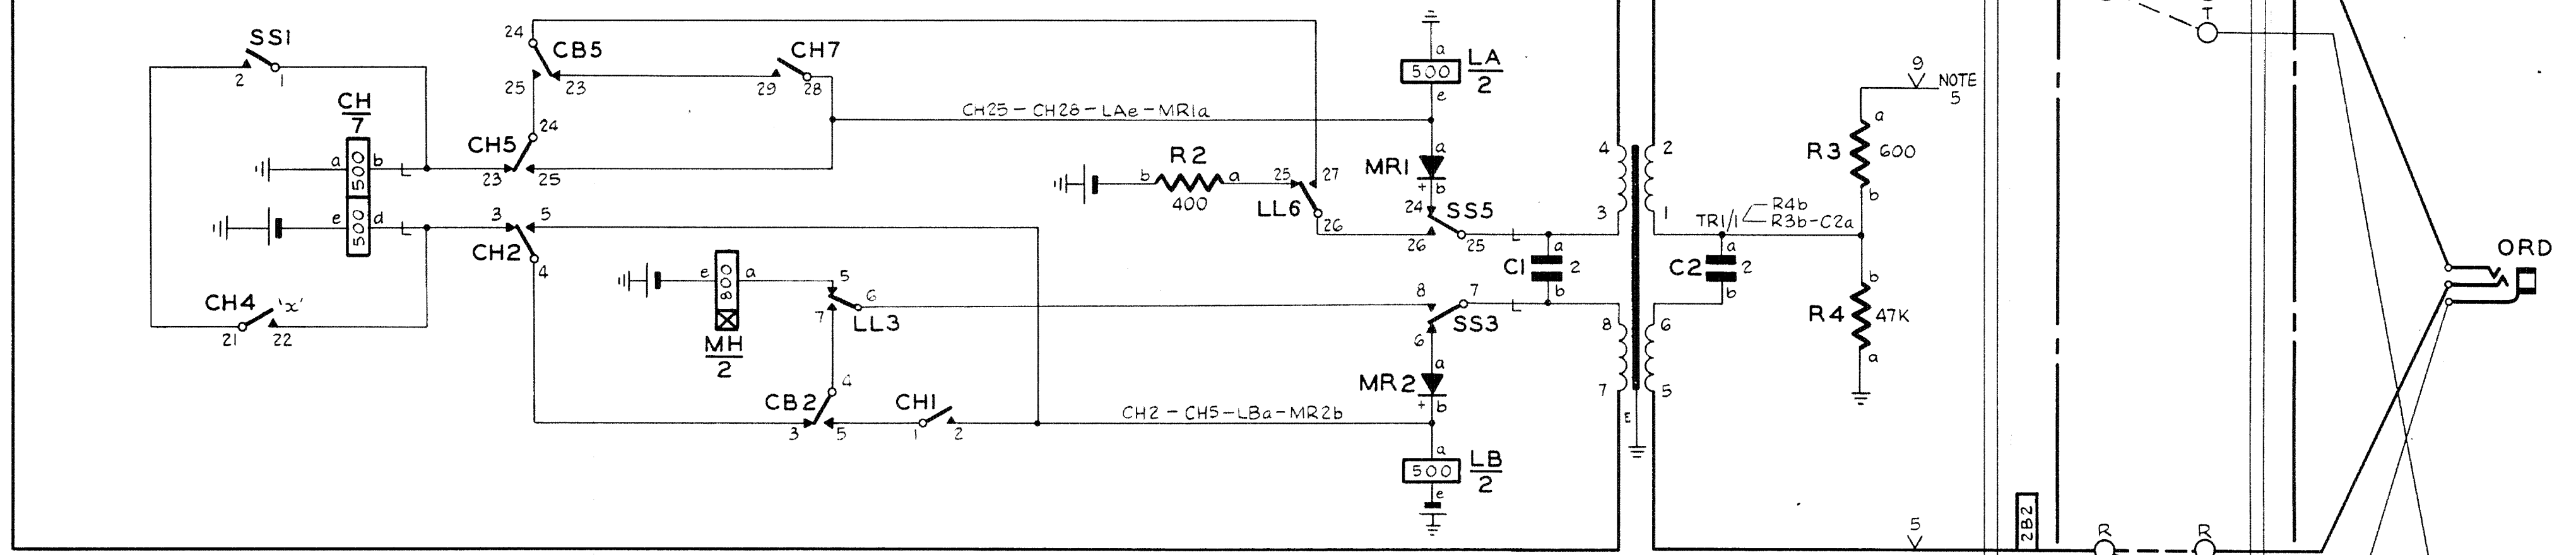 SS1
2 1
CH
7
a 500 b L
e 500 d L
CH4 'x'
21 22
24
CB5
25 23
24
CH5
23 25
3 5
CH2
4
CH7
29 28
CH25-CH28-LAe-MR1a
e 800 a
MH
2
5
6
7
LL3
4
CB2
3 5
CH1
1 2
CH2-CH5-LBa-MR2b
R2
b a
400
25 27
LL6
26
a
500
LA
2
e
a
MR1
+ b
24
SS5
26 25
L
8 7
SS3
6
L
a
MR2
+ b
a
500
LB
2
e
a
C1 2
b
4 2
3 1
8 6
7 5
E
TR1/1
R4b
R3b-C2a
a
C2 2
b
9
NOTE
5
a
R3 600
b
b
R4 47K
a
5
2B2
T
R R
ORD